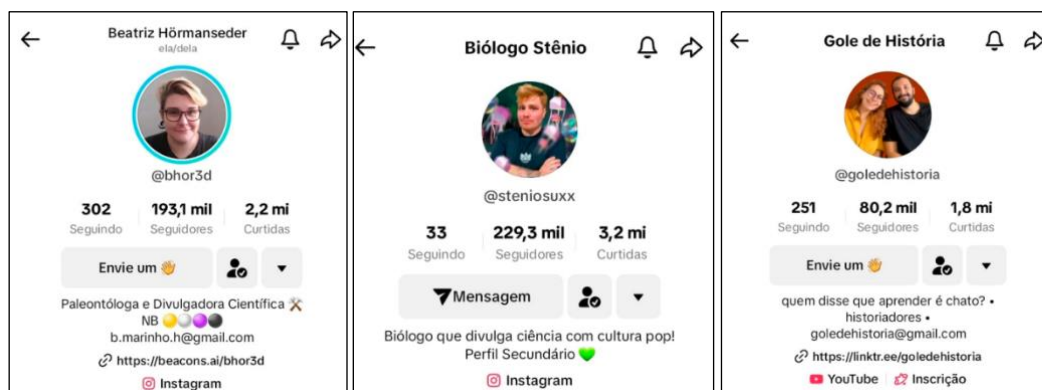 Beatriz Hörmanseder
ela/dela
@bhor3d
302 193,1 mil 2,2 mi
Seguindo Seguidores Curtidas
Envie um 👋
Paleontóloga e Divulgadora Científica ⚒️
NB 🟡⚪🟣⚫
b.marinho.h@gmail.com
https://beacons.ai/bhor3d
Instagram
Biólogo Stênio
@steniosuxx
33 229,3 mil 3,2 mi
Seguindo Seguidores Curtidas
Mensagem
Biólogo que divulga ciência com cultura pop!
Perfil Secundário 💚
Instagram
Gole de História
@goledehistoria
251 80,2 mil 1,8 mi
Seguindo Seguidores Curtidas
Envie um 👋
quem disse que aprender é chato? •
historiadores •
goledehistoria@gmail.com
https://linktr.ee/goledehistoria
YouTube Inscrição